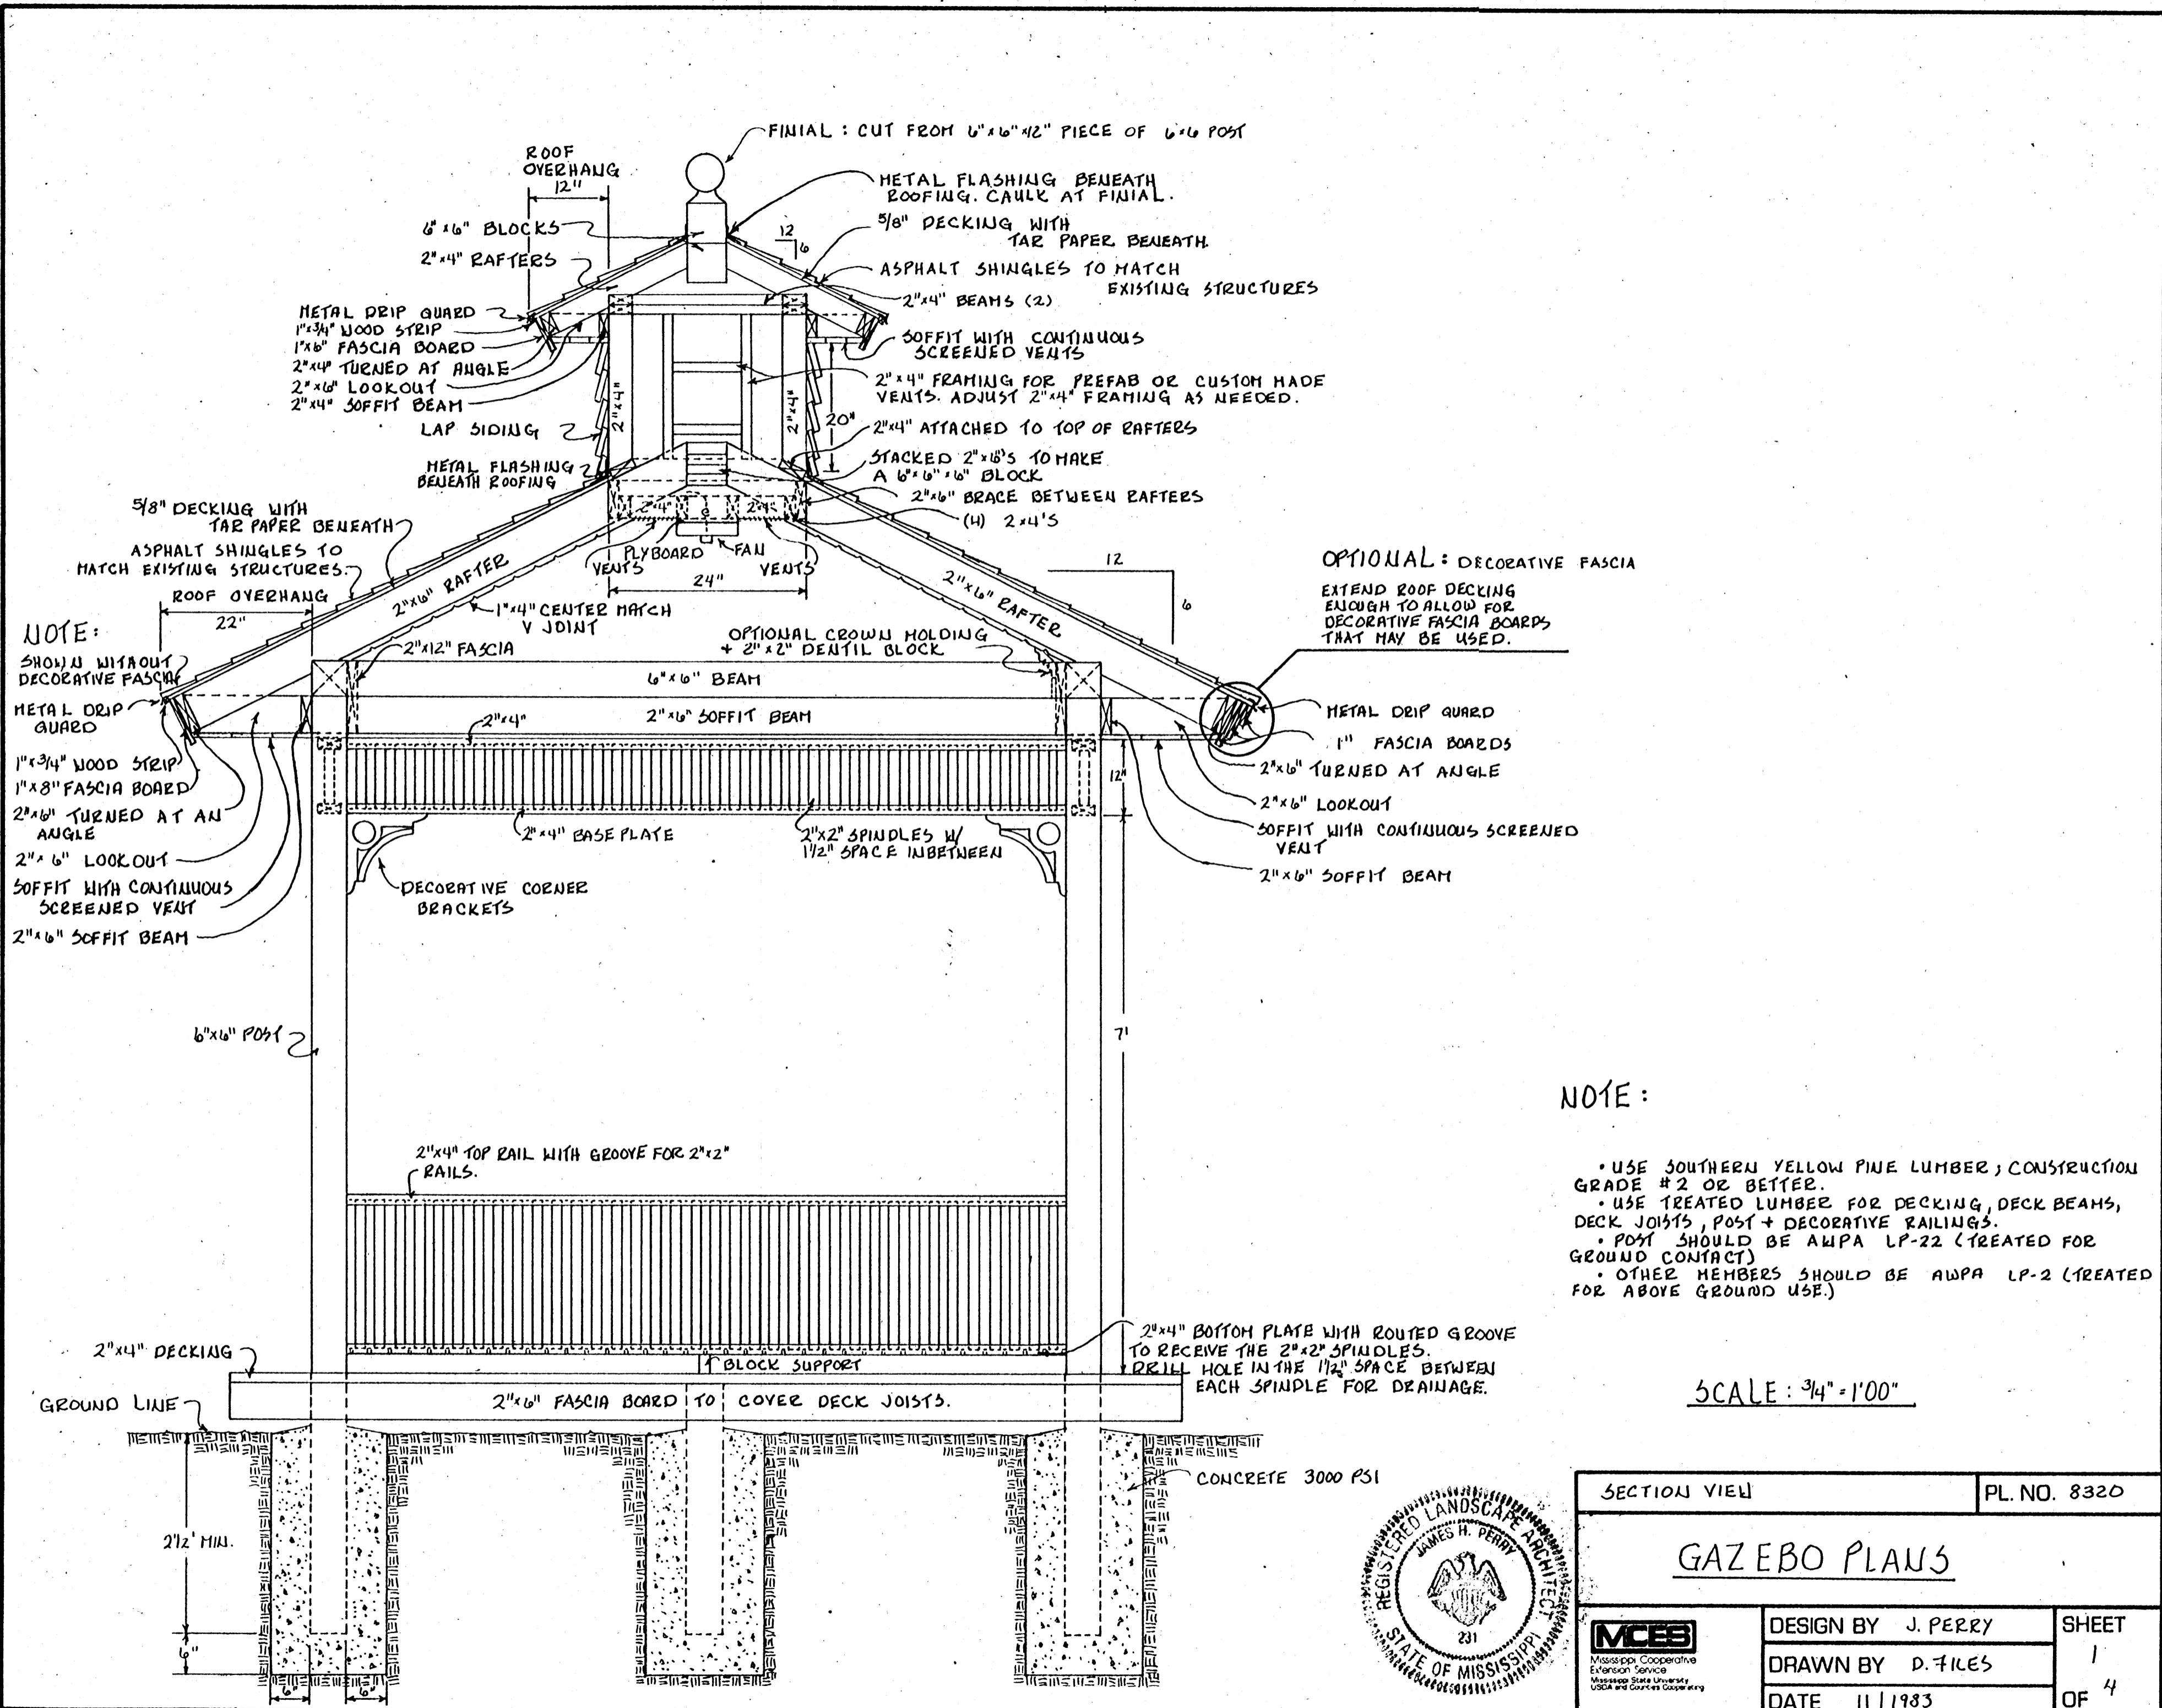 FINIAL : CUT FROM 6"x6"x12" PIECE OF 6x6 POST
ROOF
OVERHANG
12"
METAL FLASHING BENEATH
ROOFING. CAULK AT FINIAL.
6"x6" BLOCKS
12
6
5/8" DECKING WITH
TAR PAPER BENEATH.
2"x4" RAFTERS
ASPHALT SHINGLES TO MATCH
EXISTING STRUCTURES
2"x4" BEAMS (2)
METAL DRIP GUARD
1"x3/4" WOOD STRIP
1"x6" FASCIA BOARD
2"x4" TURNED AT ANGLE
2"x6" LOOKOUT
2"x4" SOFFIT BEAM
SOFFIT WITH CONTINUOUS
SCREENED VENTS
2"x4" FRAMING FOR PREFAB OR CUSTOM MADE
VENTS. ADJUST 2"x4" FRAMING AS NEEDED.
2"x4"
2"x4"
20"
LAP SIDING
2"x4" ATTACHED TO TOP OF RAFTERS
METAL FLASHING
BENEATH ROOFING
STACKED 2"x6"'S TO MAKE
A 6"x6"x6" BLOCK
2"x6" BRACE BETWEEN RAFTERS
(4) 2x4'S
2"x4"
2"x4"
5/8" DECKING WITH
TAR PAPER BENEATH
ASPHALT SHINGLES TO
MATCH EXISTING STRUCTURES.
VENTS
PLYBOARD
FAN
VENTS
24"
2"x6" RAFTER
2"x6" RAFTER
12
6
OPTIONAL : DECORATIVE FASCIA
EXTEND ROOF DECKING
ENOUGH TO ALLOW FOR
DECORATIVE FASCIA BOARDS
THAT MAY BE USED.
ROOF OVERHANG
22"
1"x4" CENTER MATCH
V JOINT
NOTE:
SHOWN WITHOUT
DECORATIVE FASCIA
2"x12" FASCIA
OPTIONAL CROWN MOLDING
+ 2"x2" DENTIL BLOCK
6"x6" BEAM
2"x6" SOFFIT BEAM
2"x4"
METAL DRIP
GUARD
1"x3/4" WOOD STRIP
1"x8" FASCIA BOARD
2"x6" TURNED AT AN
ANGLE
2"x6" LOOKOUT
SOFFIT WITH CONTINUOUS
SCREENED VENT
2"x6" SOFFIT BEAM
METAL DRIP GUARD
1" FASCIA BOARDS
2"x6" TURNED AT ANGLE
2"x6" LOOKOUT
SOFFIT WITH CONTINUOUS SCREENED
VENT
2"x6" SOFFIT BEAM
12"
2"x4" BASE PLATE
2"x2" SPINDLES W/
1 1/2" SPACE INBETWEEN
DECORATIVE CORNER
BRACKETS
6"x6" POST
7'
2"x4" TOP RAIL WITH GROOVE FOR 2"x2"
RAILS.
NOTE :
• USE SOUTHERN YELLOW PINE LUMBER; CONSTRUCTION
GRADE #2 OR BETTER.
• USE TREATED LUMBER FOR DECKING, DECK BEAMS,
DECK JOISTS, POST + DECORATIVE RAILINGS.
• POST SHOULD BE AWPA LP-22 (TREATED FOR
GROUND CONTACT)
• OTHER MEMBERS SHOULD BE AWPA LP-2 (TREATED
FOR ABOVE GROUND USE.)
2"x4" BOTTOM PLATE WITH ROUTED GROOVE
TO RECEIVE THE 2"x2" SPINDLES.
DRILL HOLE IN THE 1 1/2" SPACE BETWEEN
EACH SPINDLE FOR DRAINAGE.
2"x4" DECKING
BLOCK SUPPORT
2"x6" FASCIA BOARD TO COVER DECK JOISTS.
GROUND LINE
SCALE : 3/4" = 1'00"
CONCRETE 3000 PSI
2 1/2' MIN.
6"
6"
6"
REGISTERED LANDSCAPE ARCHITECT
JAMES H. PERRY
231
STATE OF MISSISSIPPI
SECTION VIEW
PL. NO. 8320
GAZEBO PLANS
MCES
Mississippi Cooperative
Extension Service
Mississippi State University
USDA and Counties Cooperating
DESIGN BY J. PERRY
DRAWN BY D. FILES
DATE 11/1983
SHEET
1
OF 4